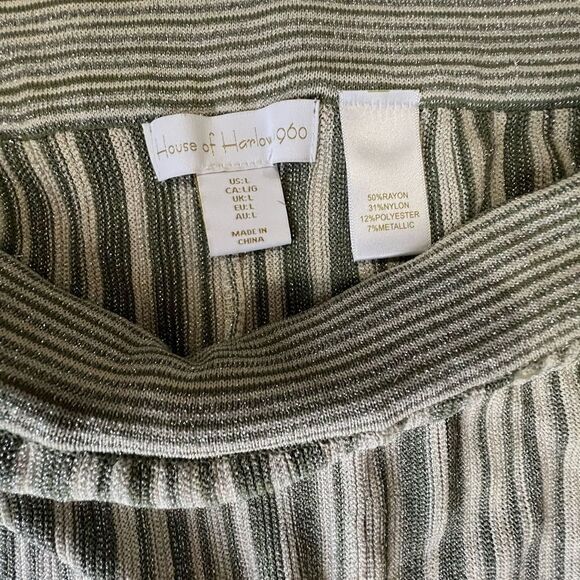 House of Harlow 1960
US: L
CA: L/G
UK: L
EU: L
AU: L
MADE IN
CHINA
50%RAYON
31%NYLON
12%POLYESTER
7%METALLIC